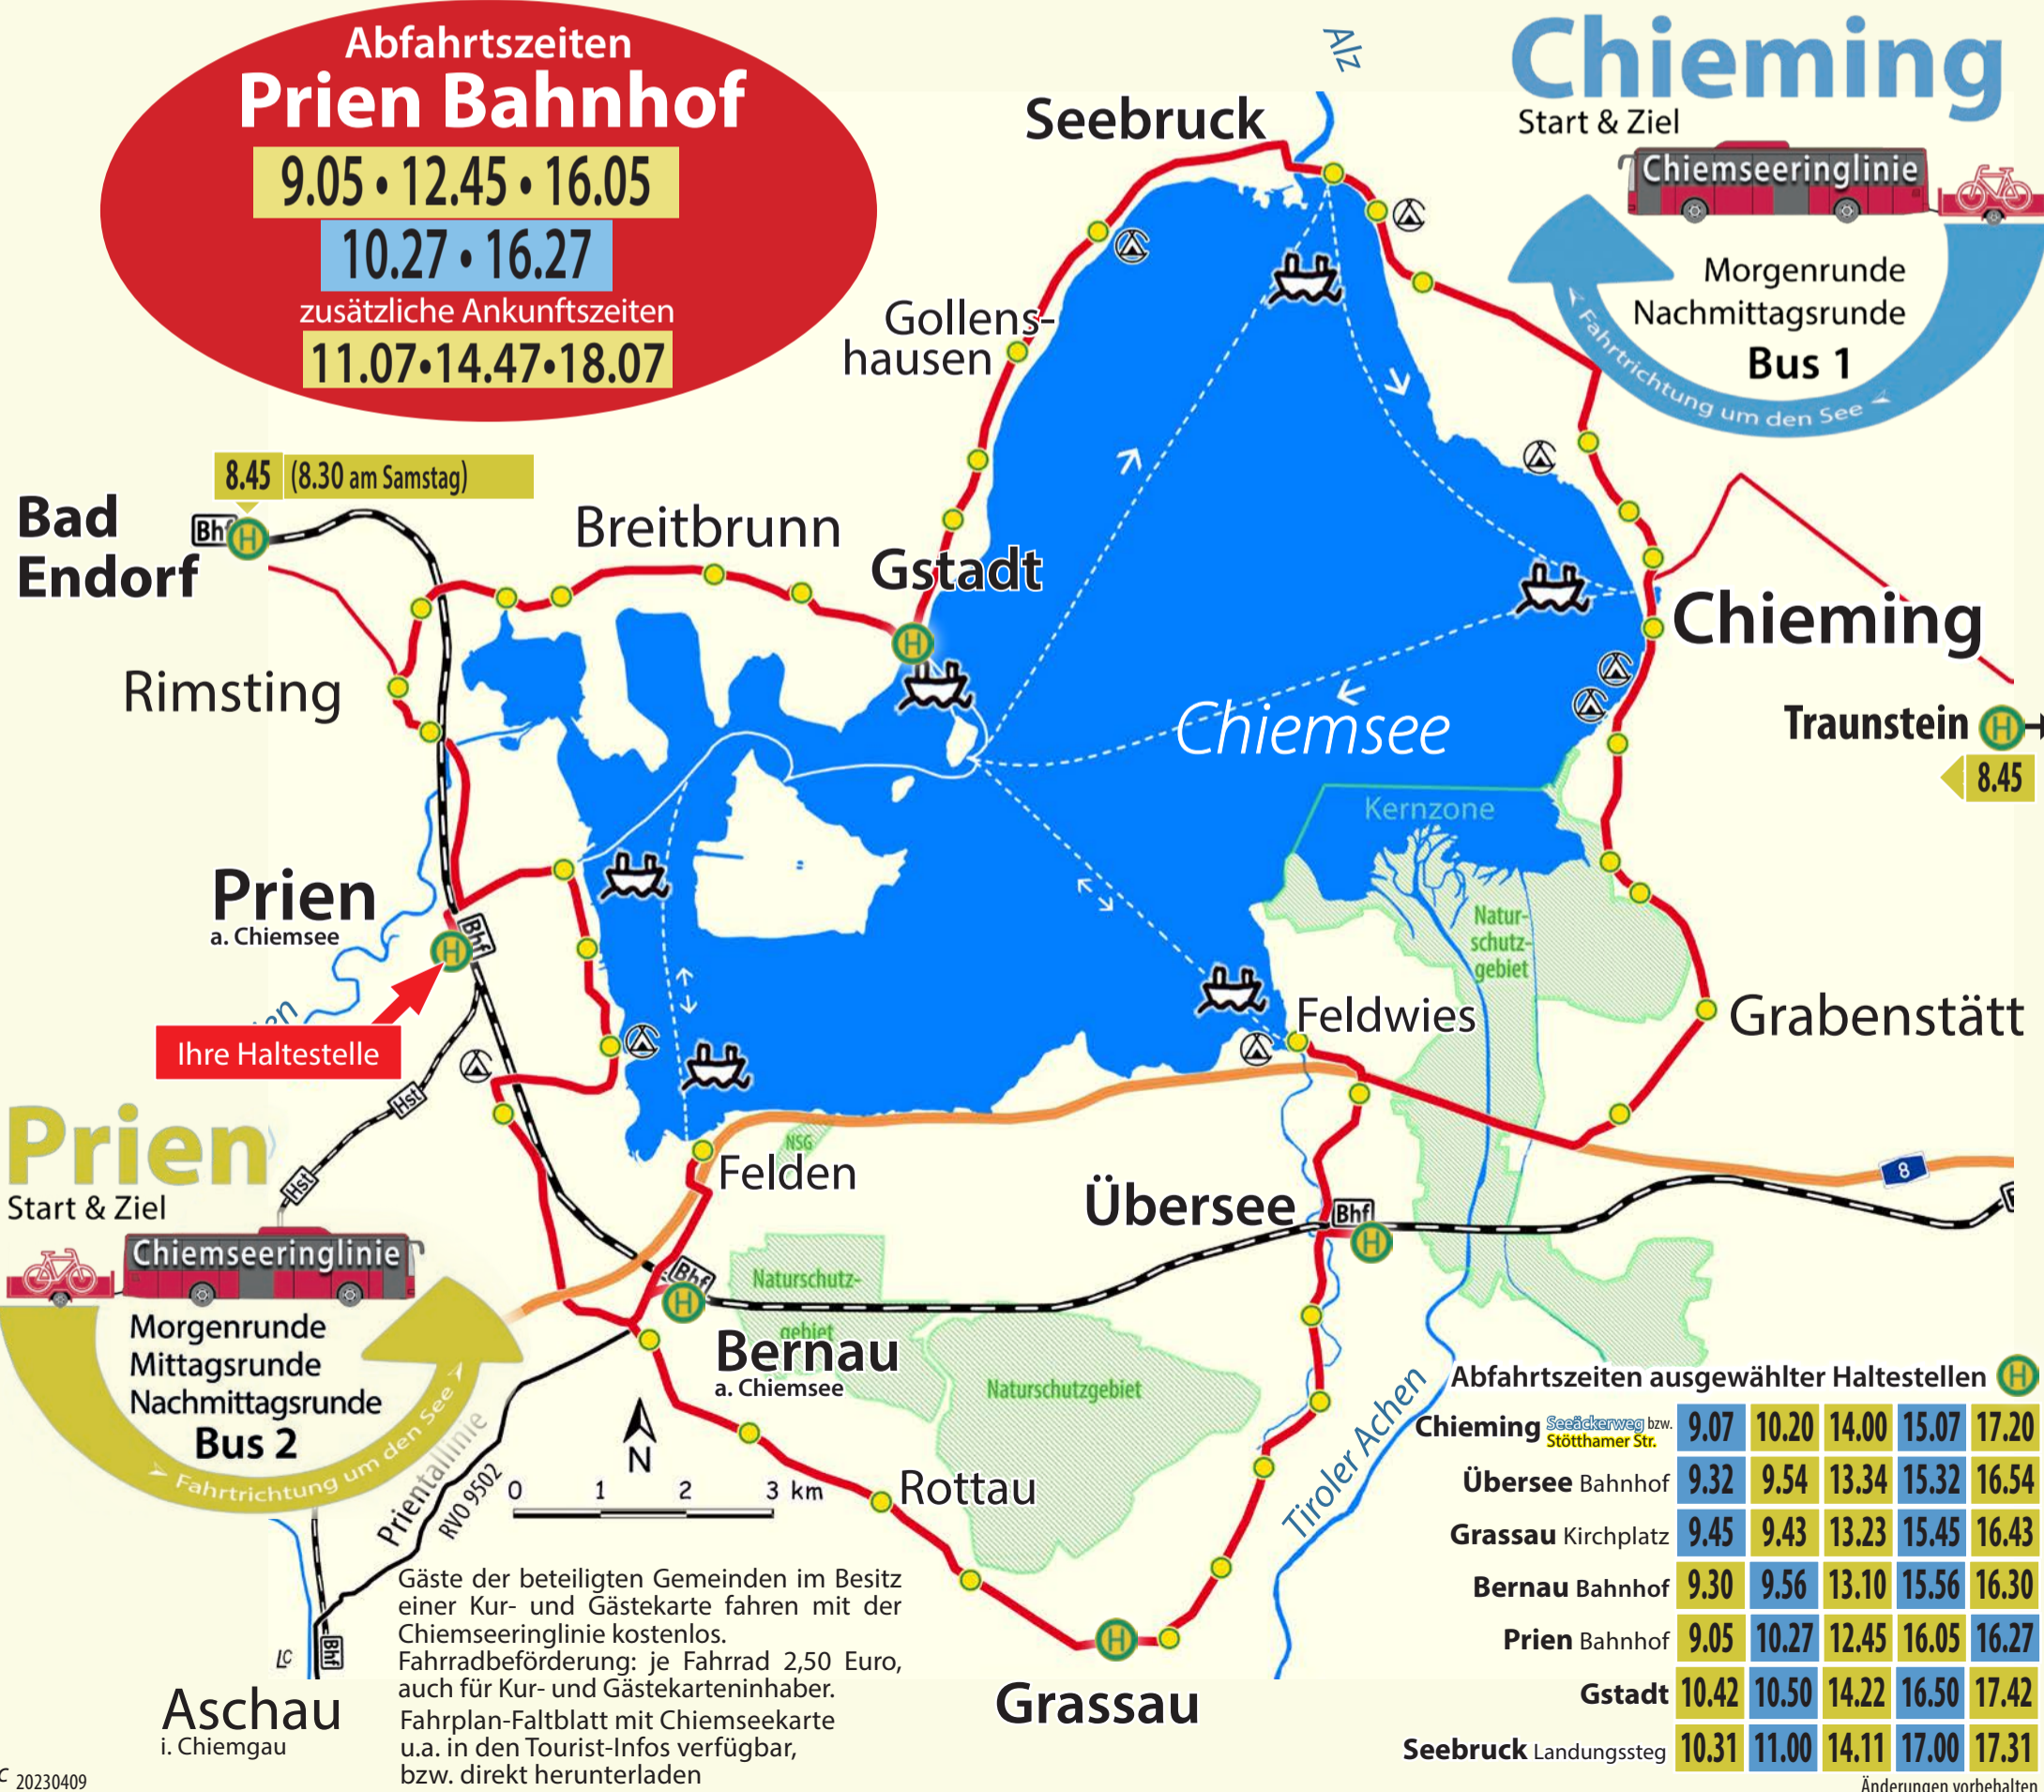 Abfahrtszeiten
Prien Bahnhof
9.05 • 12.45 • 16.05
10.27 • 16.27
zusätzliche Ankunftszeiten
11.07•14.47•18.07
Chieming
Start & Ziel
Chiemseeringlinie
Morgenrunde
Nachmittagsrunde
Bus 1
Fahrtrichtung um den See
Alz
Seebruck
Gollens-
hausen
8.45 (8.30 am Samstag)
Bad
Endorf
Bhf
H
Breitbrunn
Gstadt
H
Rimsting
Chieming
Chiemsee
Traunstein H
8.45
Kernzone
Natur-
schutz-
gebiet
Prien
a. Chiemsee
Bhf
H
Ihre Haltestelle
Feldwies
Grabenstätt
Hst
Hst
Prien
Start & Ziel
Chiemseeringlinie
Morgenrunde
Mittagsrunde
Nachmittagsrunde
Bus 2
Fahrtrichtung um den See
NSG
Felden
8
Übersee
Bhf
H
Bhf
H
Naturschutz-
gebiet
Bernau
a. Chiemsee
Naturschutzgebiet
Prientallinie
RVO 9502
N
0 1 2 3 km
Rottau
Tiroler Achen
H
Grassau
Bhf
Aschau
i. Chiemgau
Gäste der beteiligten Gemeinden im Besitz
einer Kur- und Gästekarte fahren mit der
Chiemseeringlinie kostenlos.
Fahrradbeförderung: je Fahrrad 2,50 Euro,
auch für Kur- und Gästekarteninhaber.
Fahrplan-Faltblatt mit Chiemseekarte
u.a. in den Tourist-Infos verfügbar,
bzw. direkt herunterladen
20230409
Abfahrtszeiten ausgewählter Haltestellen H
Chieming Seeäckerweg bzw. Stötthamer Str. 9.07 10.20 14.00 15.07 17.20
Übersee Bahnhof 9.32 9.54 13.34 15.32 16.54
Grassau Kirchplatz 9.45 9.43 13.23 15.45 16.43
Bernau Bahnhof 9.30 9.56 13.10 15.56 16.30
Prien Bahnhof 9.05 10.27 12.45 16.05 16.27
Gstadt 10.42 10.50 14.22 16.50 17.42
Seebruck Landungssteg 10.31 11.00 14.11 17.00 17.31
Änderungen vorbehalten